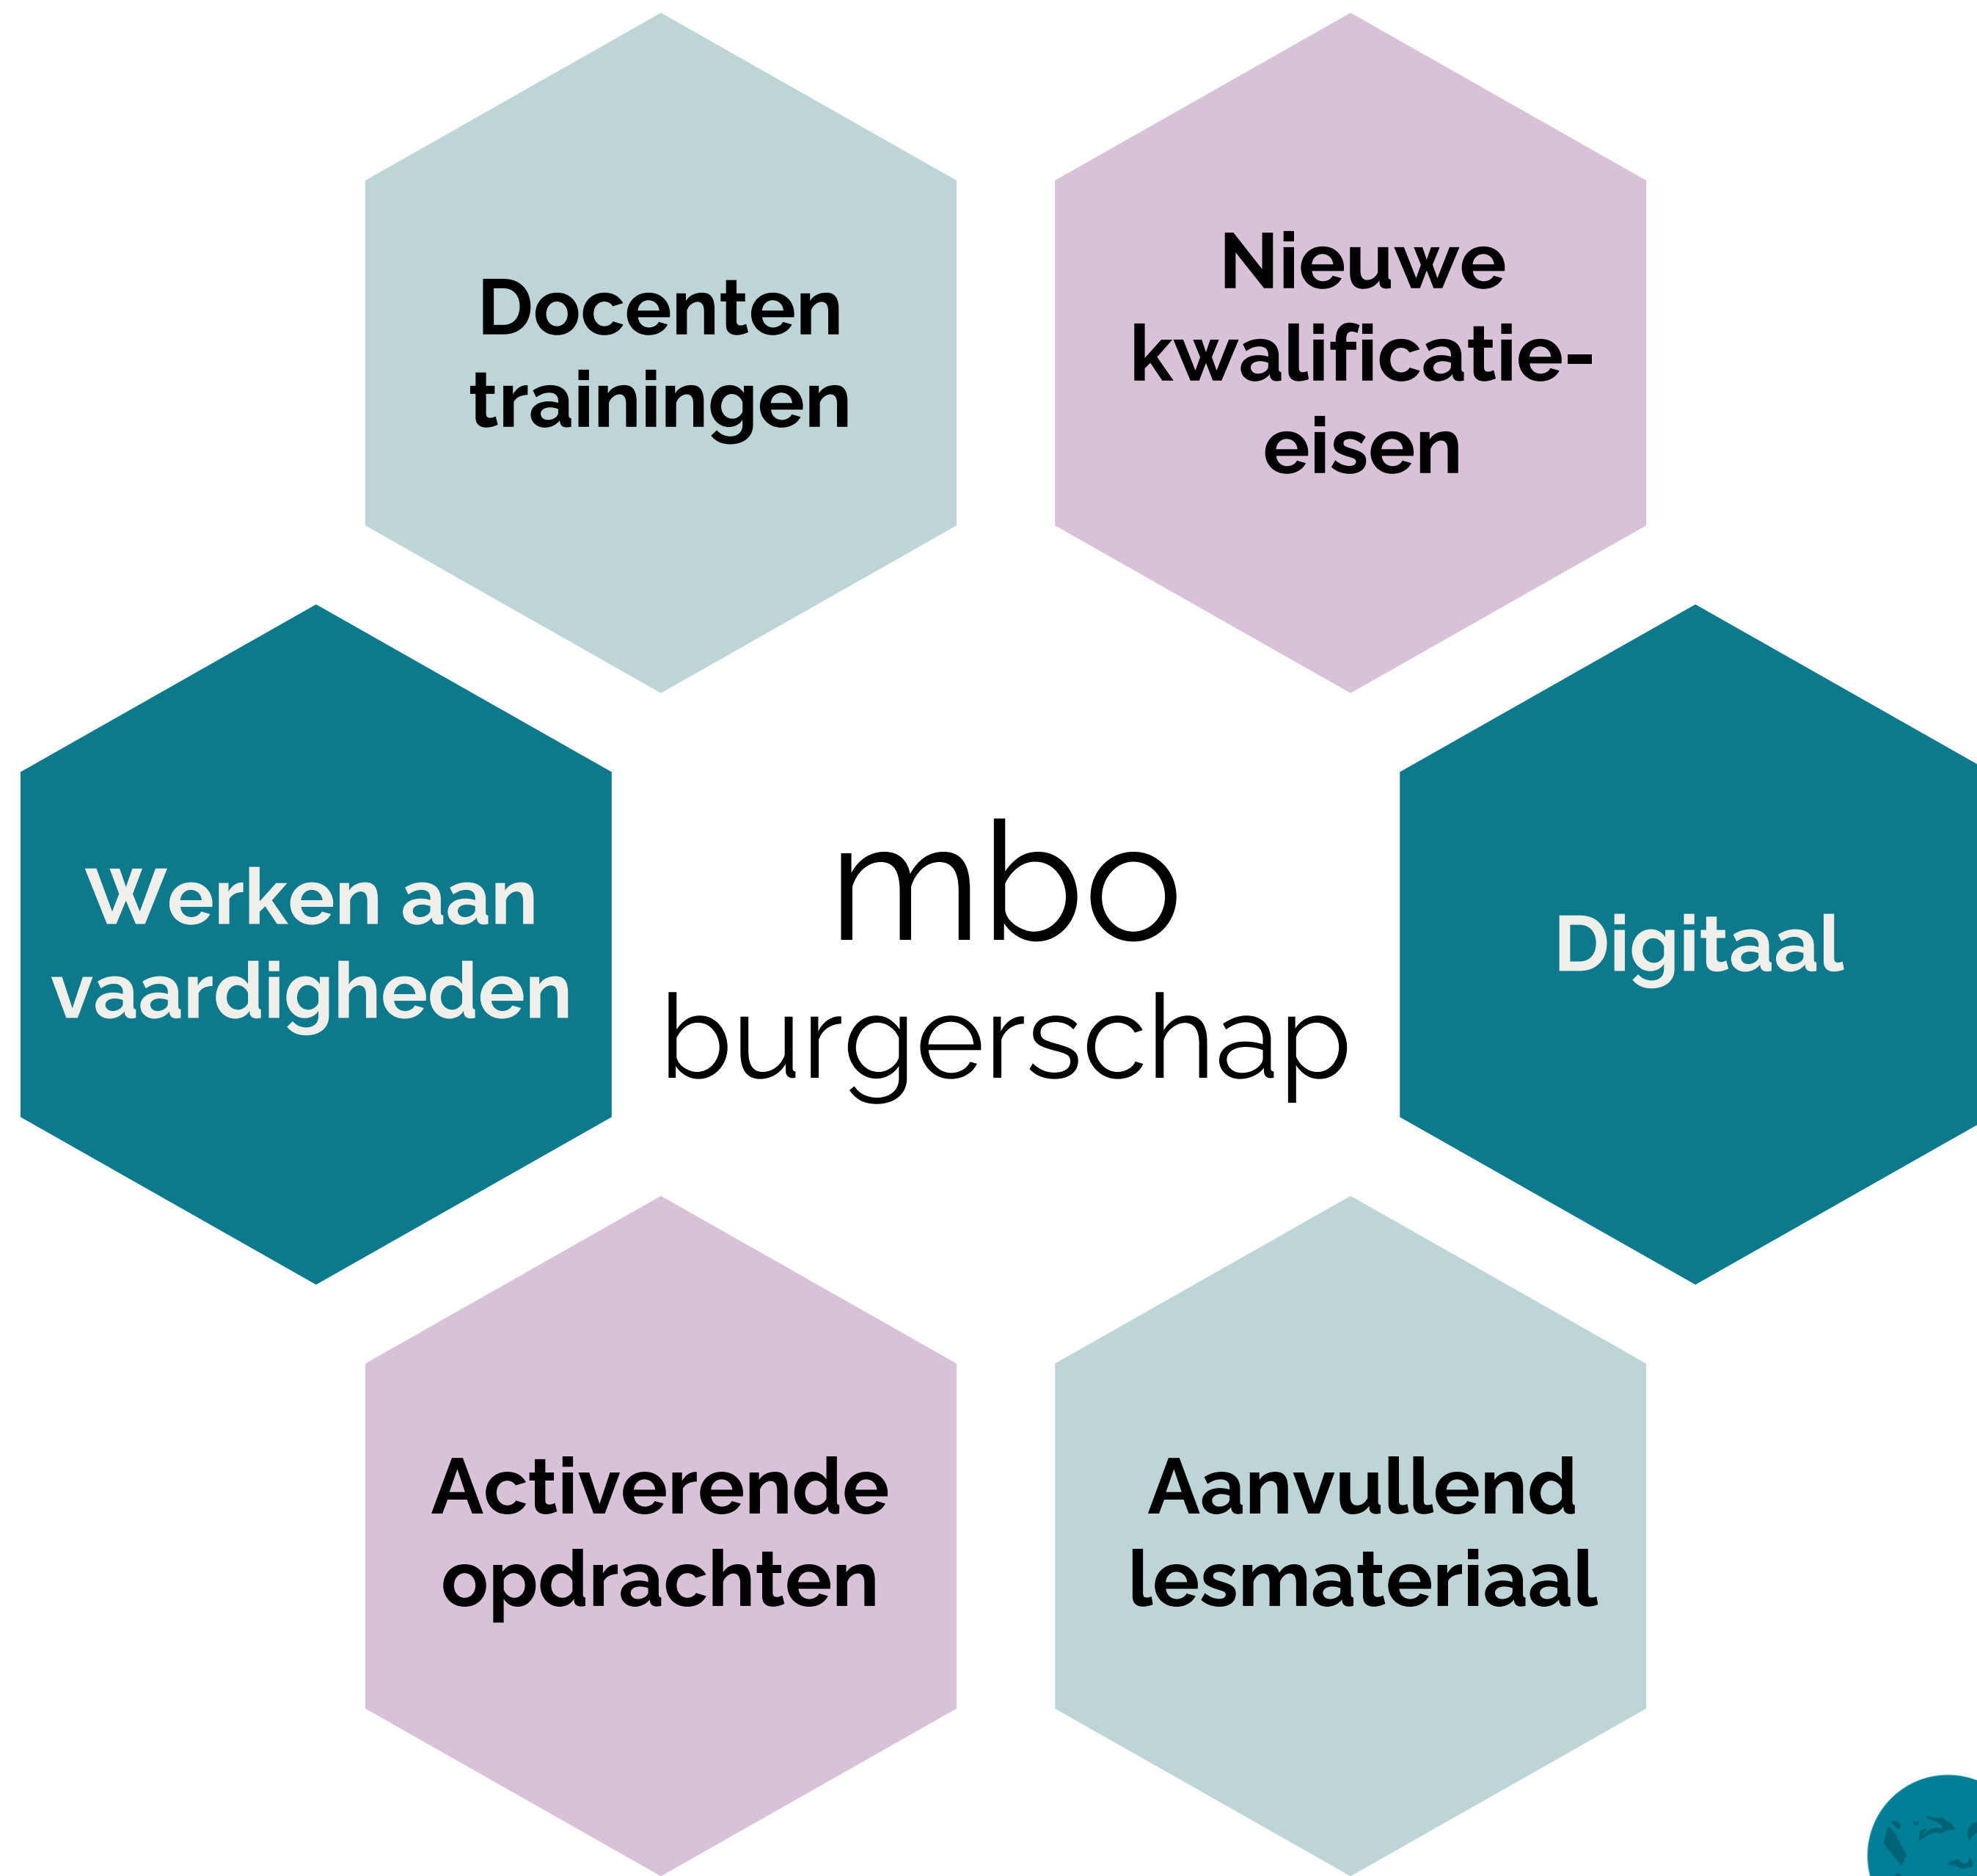 Docenten
trainingen
Nieuwe
kwalificatie-
eisen
Werken aan
vaardigheden
mbo
burgerschap
Digitaal
Activerende
opdrachten
Aanvullend
lesmateriaal